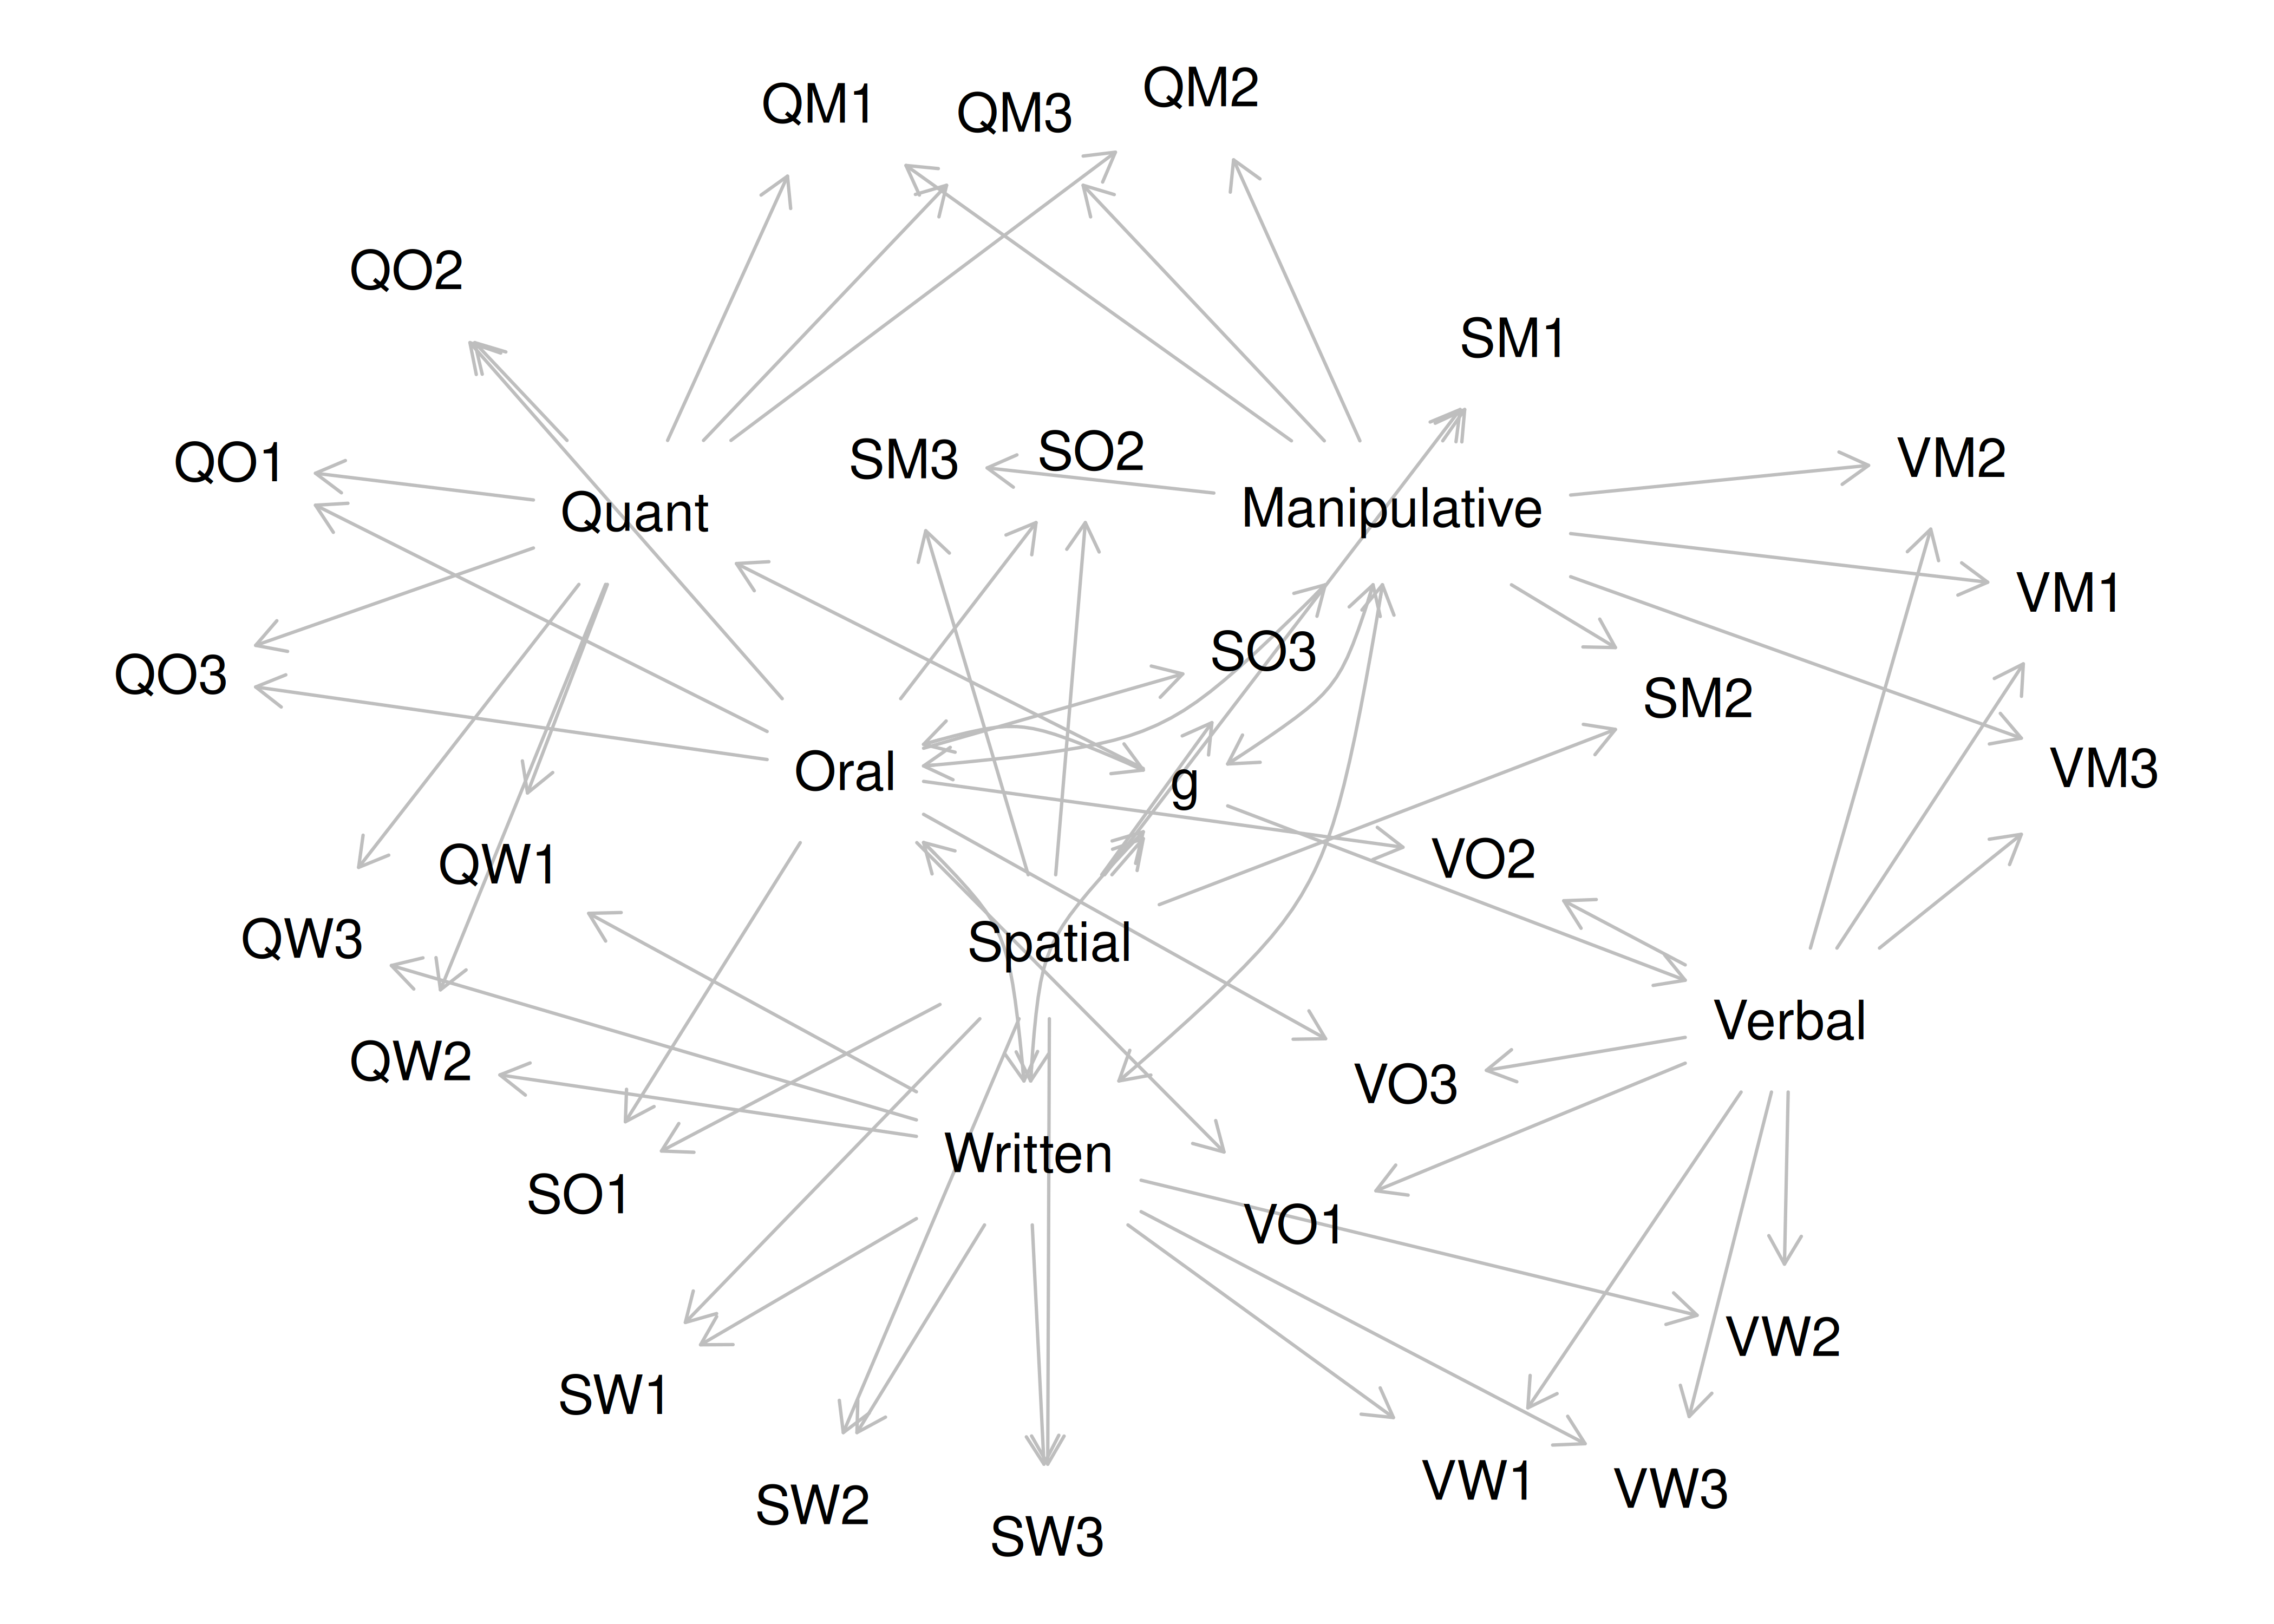 QM2
QM1
QM3
QO2
SM1
SO2
VM2
SM3
QO1
Manipulative
Quant
VM1
SO3
QO3
SM2
VM3
Oral
g
VO2
QW1
QW3
Spatial
Verbal
QW2
VO3
Written
SO1
VO1
VW2
SW1
VW1
VW3
SW2
SW3